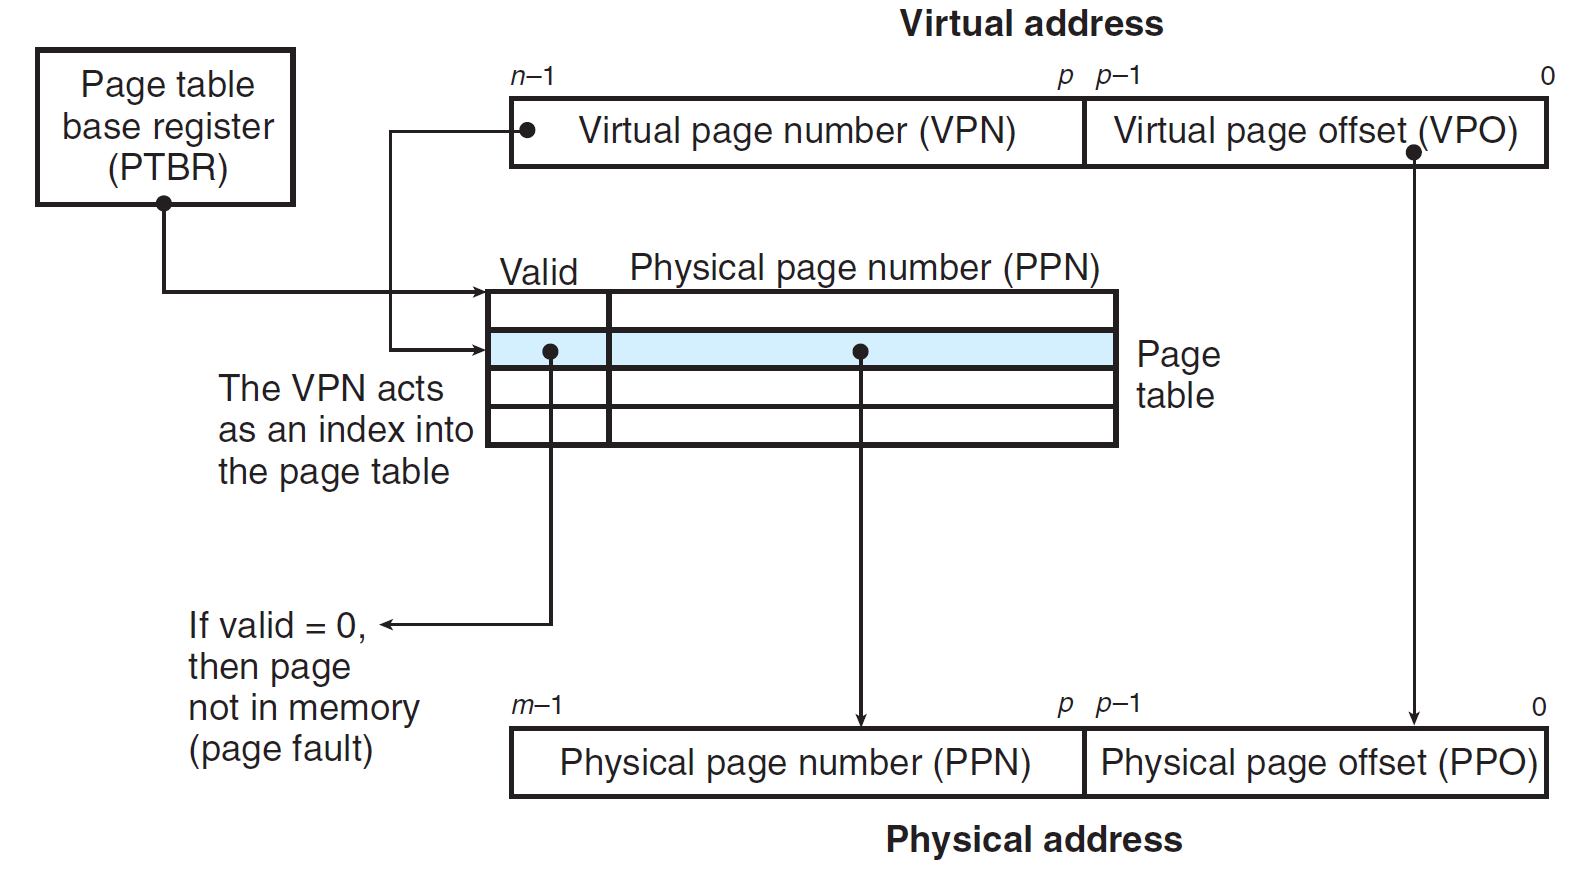 Virtual address
Page table
base register
(PTBR)
n–1
p
p–1
0
Virtual page number (VPN)
Virtual page offset (VPO)
Valid
Physical page number (PPN)
Page
table
The VPN acts
as an index into
the page table
If valid = 0,
then page
not in memory
(page fault)
m–1
p
p–1
0
Physical page number (PPN)
Physical page offset (PPO)
Physical address